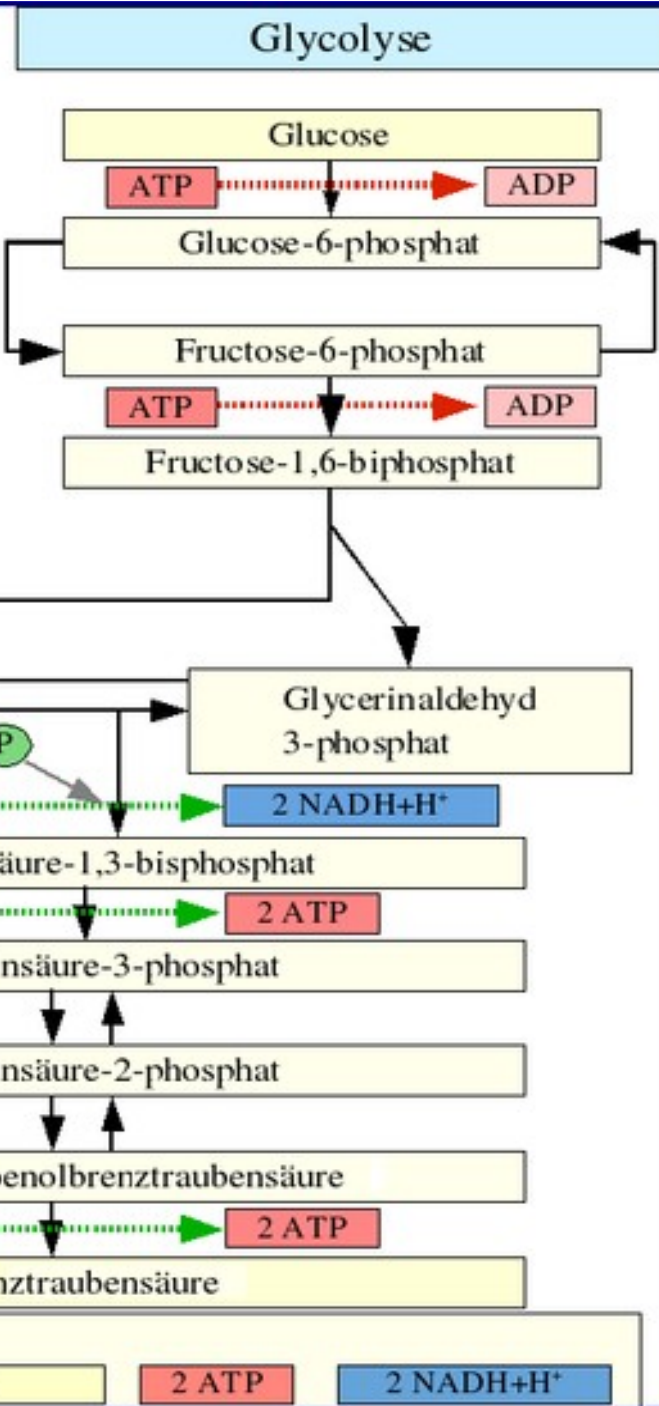 Glycolyse
Glucose
ATP ADP
Glucose-6-phosphat
Fructose-6-phosphat
ATP ADP
Fructose-1,6-biphosphat
Glycerinaldehyd
3-phosphat
P
2 NADH+H⁺
äure-1,3-bisphosphat
2 ATP
nsäure-3-phosphat
nsäure-2-phosphat
enolbrenztraubensäure
2 ATP
nztraubensäure
2 ATP 2 NADH+H⁺